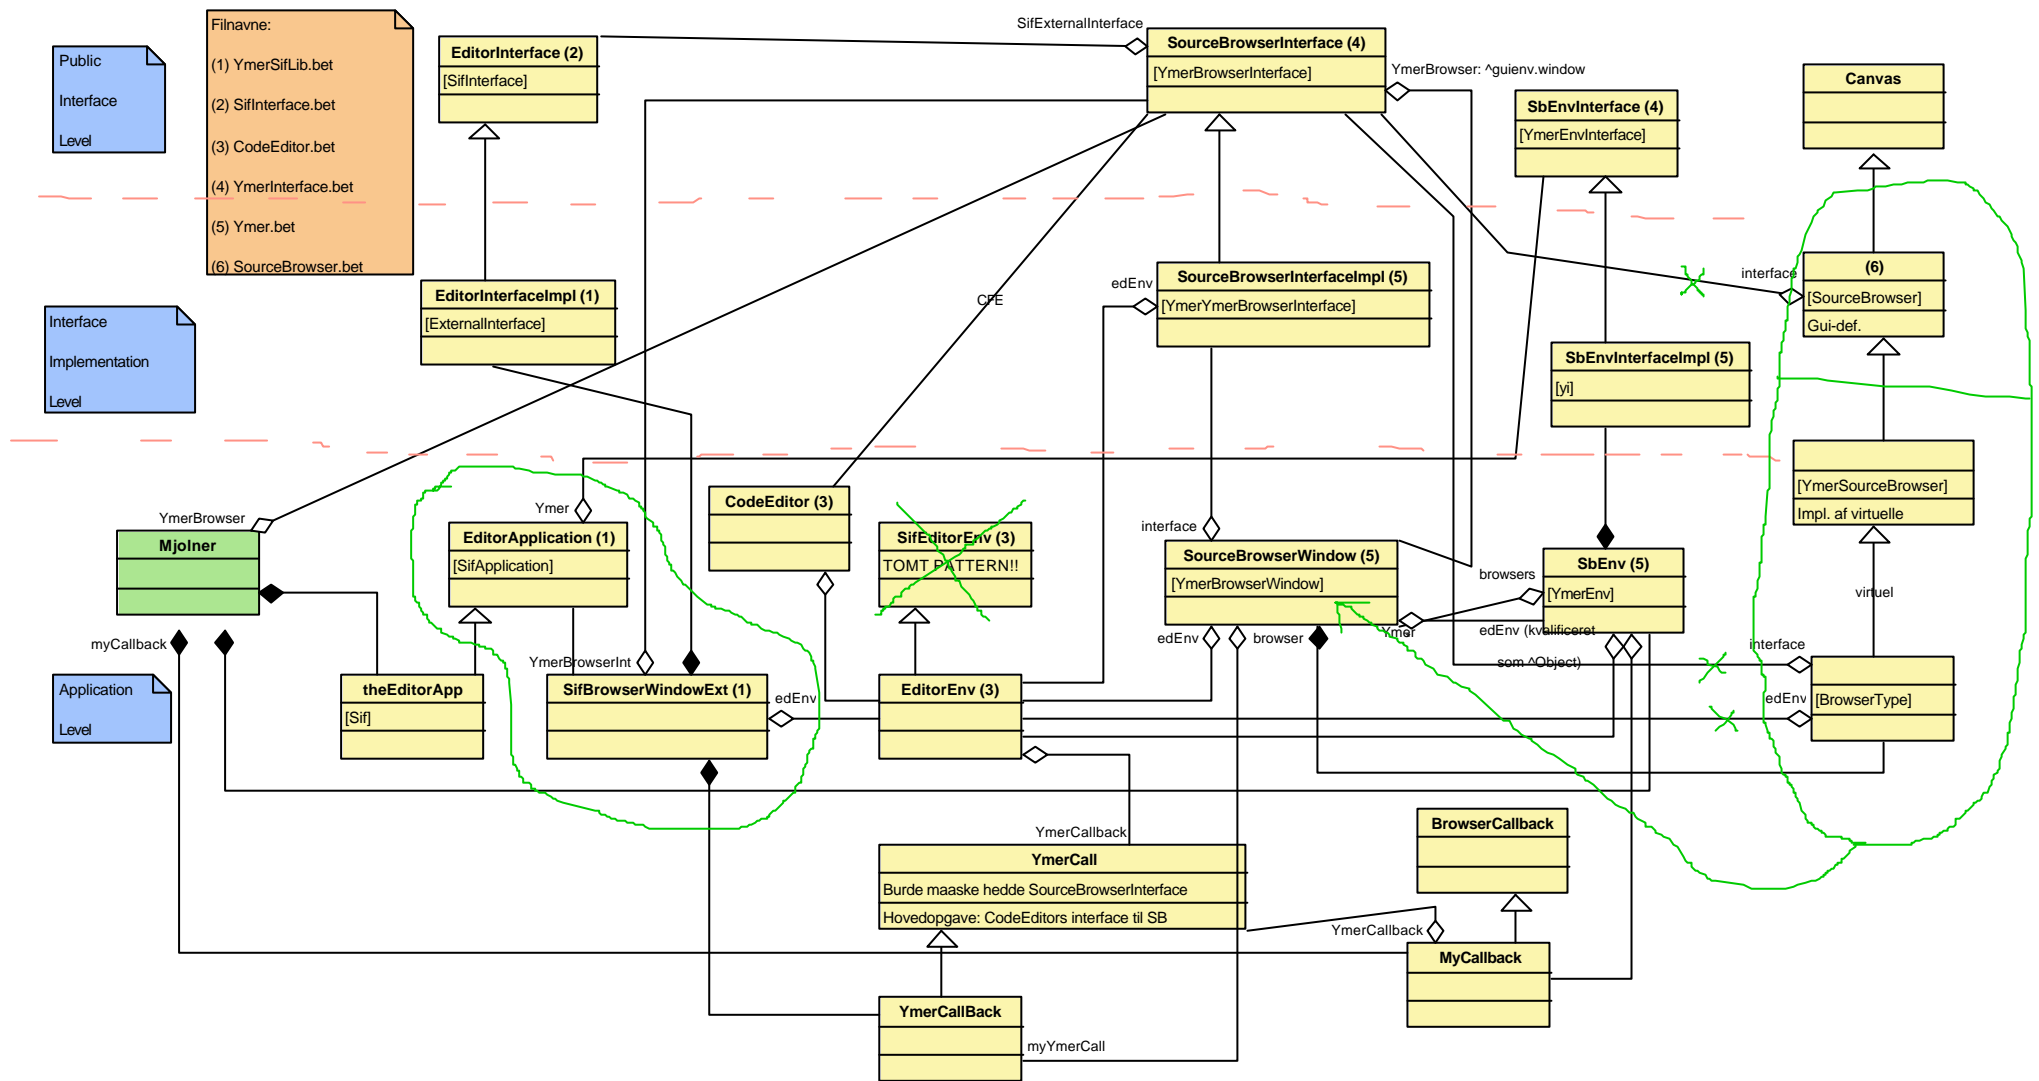 Public
Interface
Level
Filnavne:
(1) YmerSifLib.bet
(2) SifInterface.bet
(3) CodeEditor.bet
(4) YmerInterface.bet
(5) Ymer.bet
(6) SourceBrowser.bet
EditorInterface (2)
[SifInterface]
SifExternalInterface
SourceBrowserInterface (4)
[YmerBrowserInterface]
YmerBrowser: ^guienv.window
SbEnvInterface (4)
[YmerEnvInterface]
Canvas
Interface
Implementation
Level
EditorInterfaceImpl (1)
[ExternalInterface]
CFE
edEnv
SourceBrowserInterfaceImpl (5)
[YmerYmerBrowserInterface]
SbEnvInterfaceImpl (5)
[yi]
interface
(6)
[SourceBrowser]
Gui-def.
[YmerSourceBrowser]
Impl. af virtuelle
YmerBrowser
Mjolner
myCallback
Ymer
EditorApplication (1)
[SifApplication]
CodeEditor (3)
SifEditorEnv (3)
TOMT PATTERN!!
interface
SourceBrowserWindow (5)
[YmerBrowserWindow]
browsers
SbEnv (5)
[YmerEnv]
virtuel
edEnv
browser
Ymer
edEnv (kvalificeret
som ^Object)
interface
edEnv
[BrowserType]
Application
Level
theEditorApp
[Sif]
YmerBrowserInt
SifBrowserWindowExt (1)
edEnv
EditorEnv (3)
YmerCallback
YmerCall
Burde maaske hedde SourceBrowserInterface
Hovedopgave: CodeEditors interface til SB
BrowserCallback
YmerCallback
MyCallback
YmerCallBack
myYmerCall